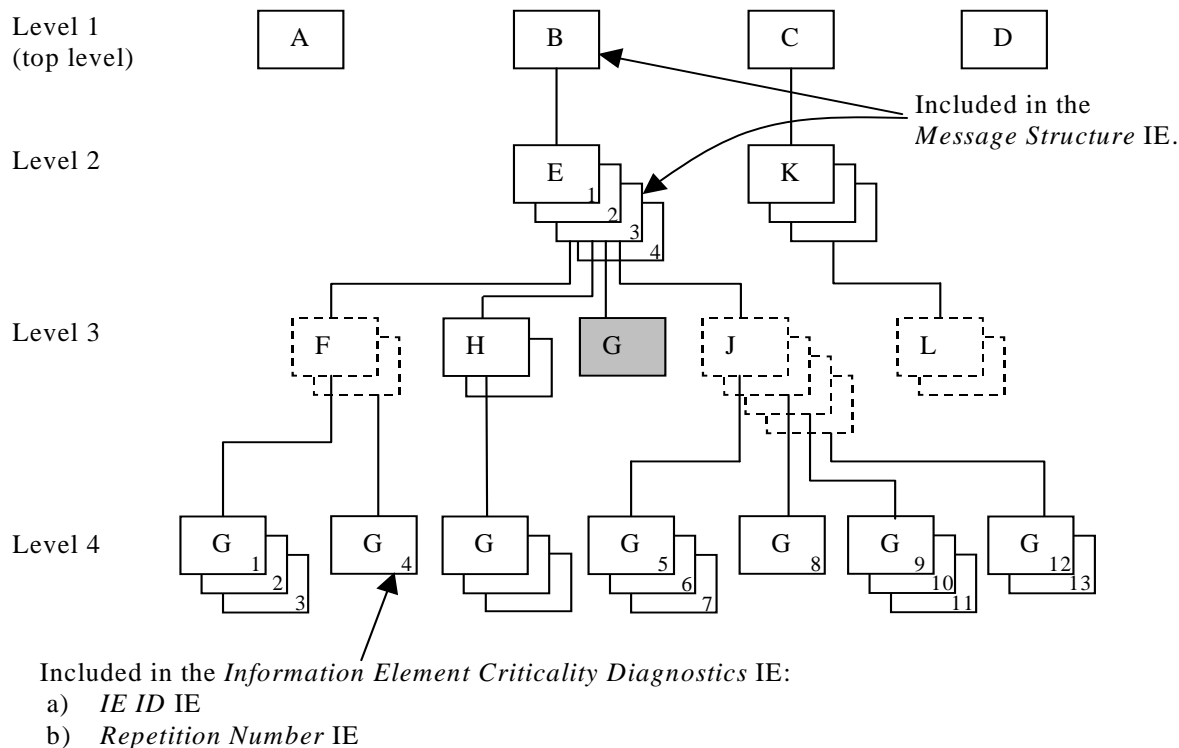 Level 1
(top level)
A
B
C
D
Included in the
Message Structure IE.
Level 2
E
1
2
3
4
K
Level 3
F
H
G
J
L
Level 4
G
1
2
3
G
4
G
G
5
6
7
G
8
G
9
10
11
G
12
13
Included in the Information Element Criticality Diagnostics IE:
a) IE ID IE
b) Repetition Number IE